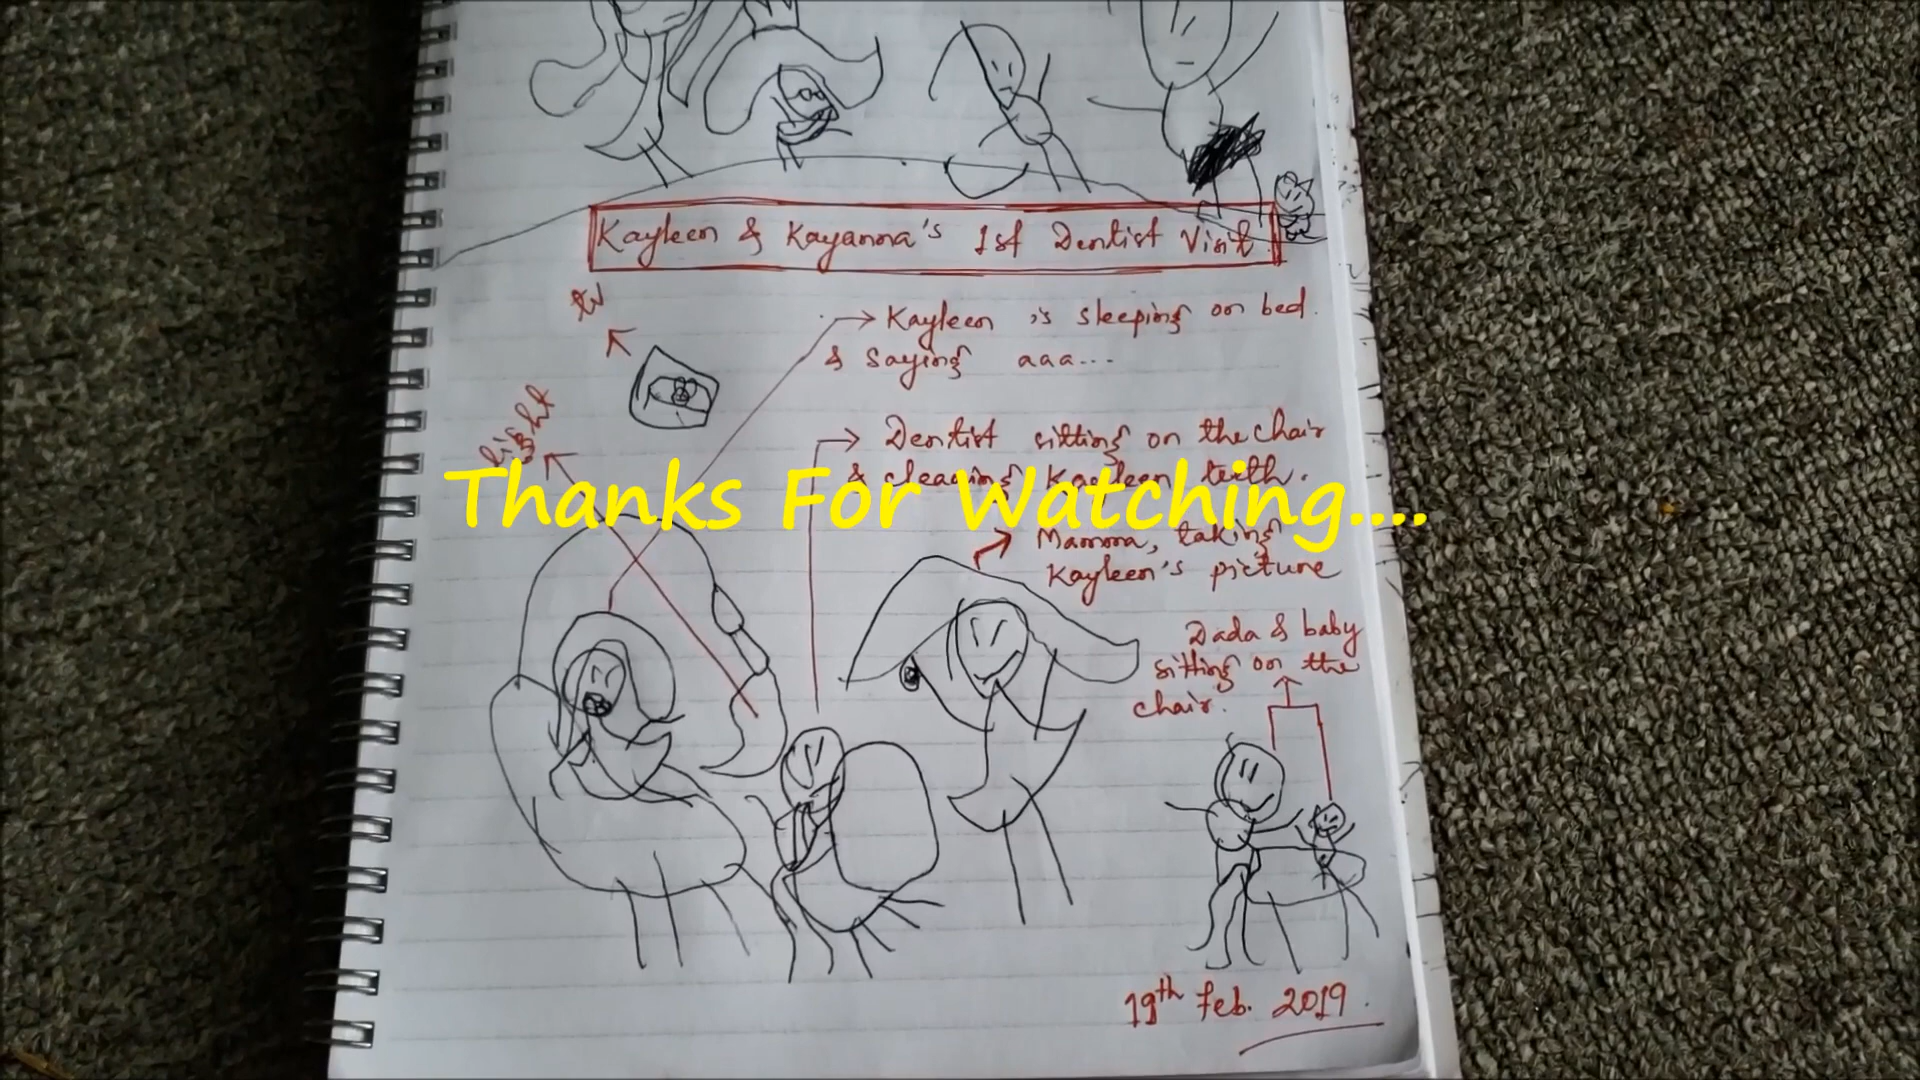 Kayleen & Kayanna's 1st Dentist Visit
tv
Kayleen is sleeping on bed.
& saying aaa...
light
Dentist sitting on the chair
& cleaning Kayleen teeth.
Thanks For Watching....
Mamma, taking
Kayleen's picture
Dada & baby
sitting on the
chair.
19th Feb. 2019.